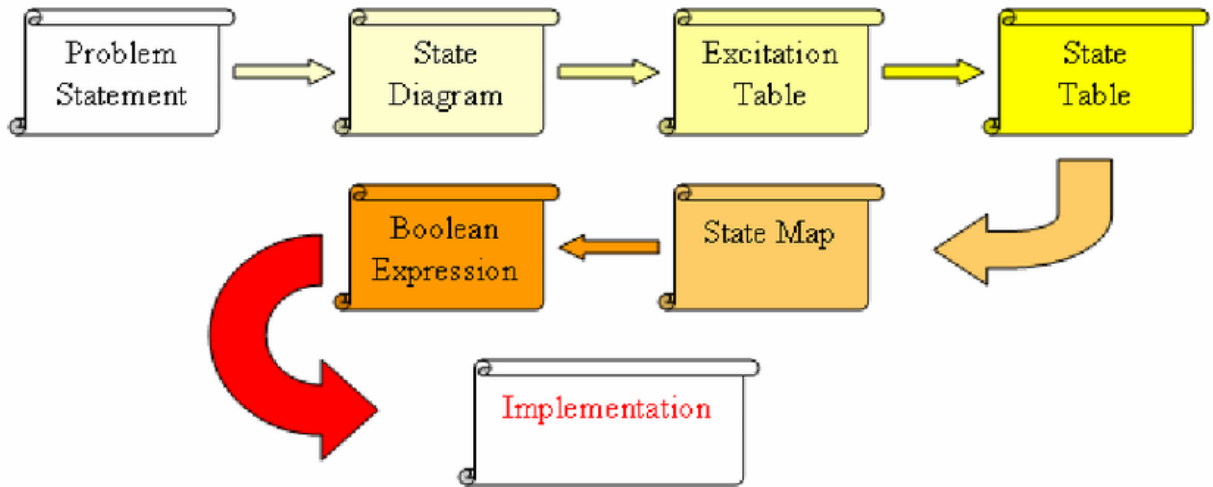 Problem
Statement
State
Diagram
Excitation
Table
State
Table
State Map
Boolean
Expression
Implementation